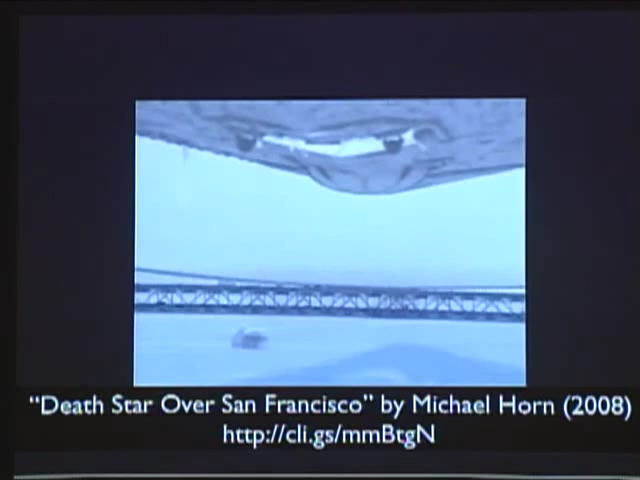 “Death Star Over San Francisco” by Michael Horn (2008)
http://cli.gs/mmBtgN